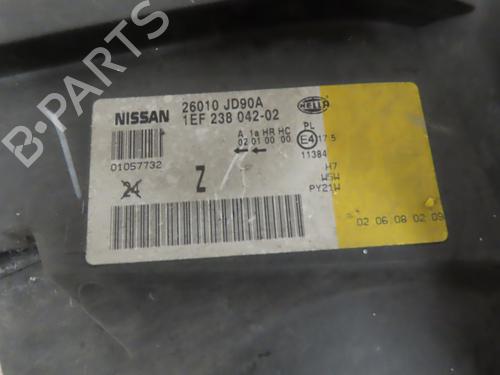 NISSAN
26010 JD90A
1EF 238 042-02
HELLA
A 1a HR HC
02 01 00 00
PL
E4 17.5
11384
01057732
24
Z
H7
W5W
PY21W
02 06 08 02 09
B